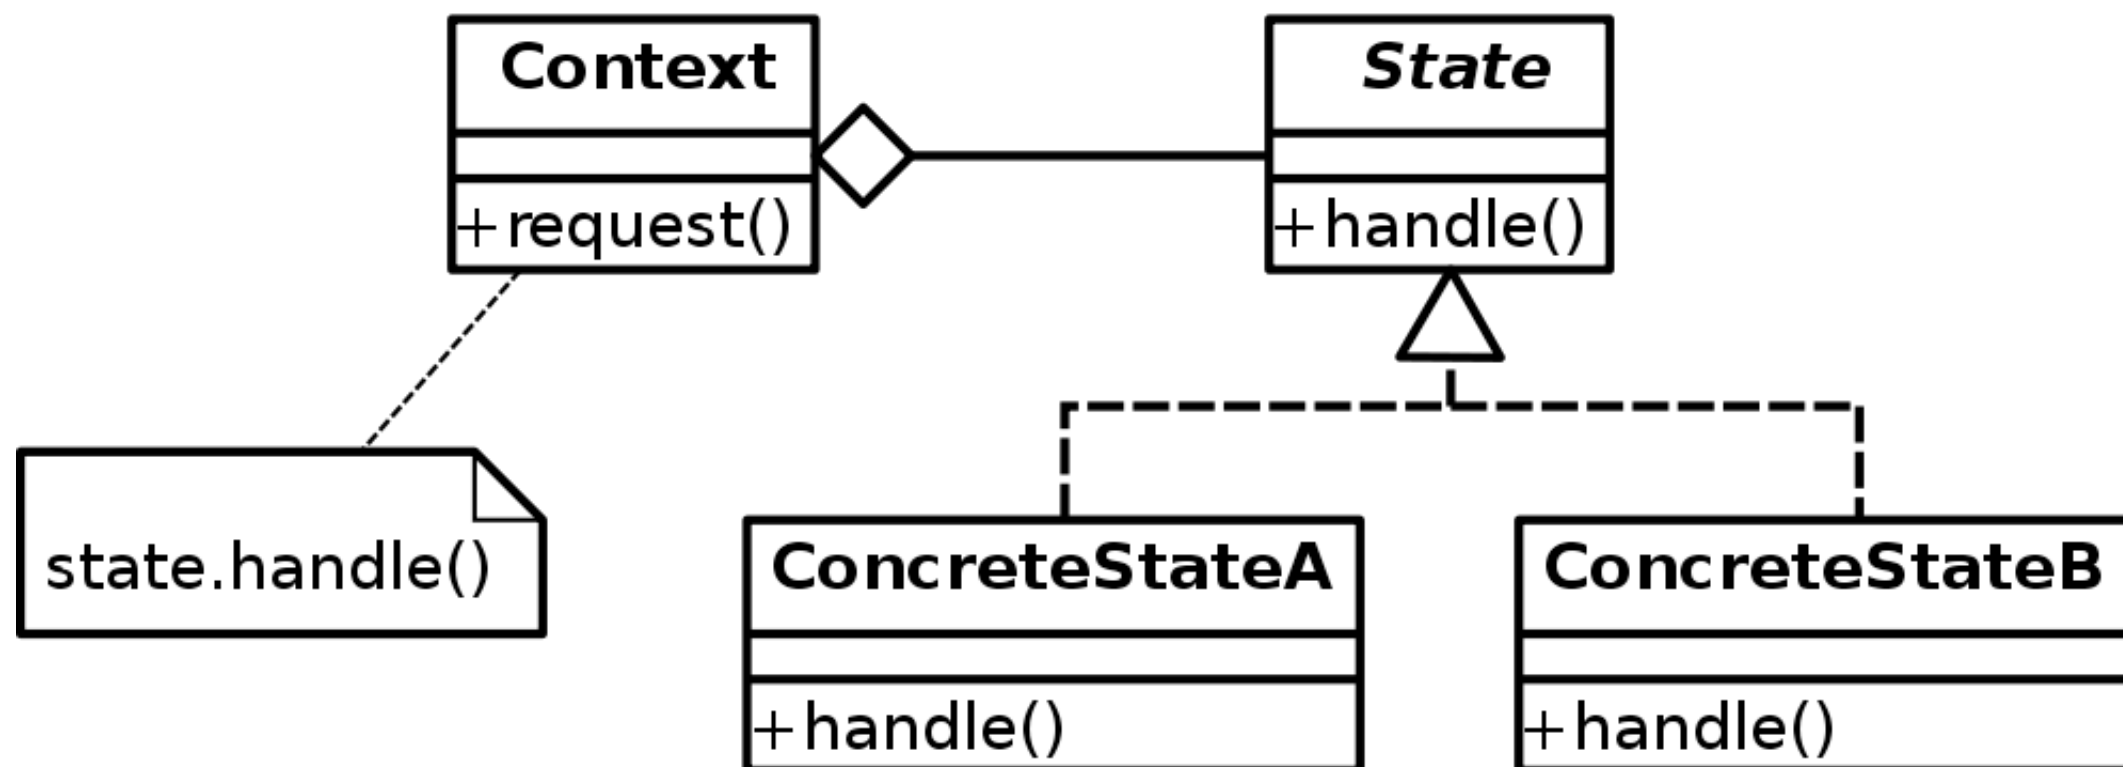 Context
+request()
State
+handle()
state.handle()
ConcreteStateA
+handle()
ConcreteStateB
+handle()